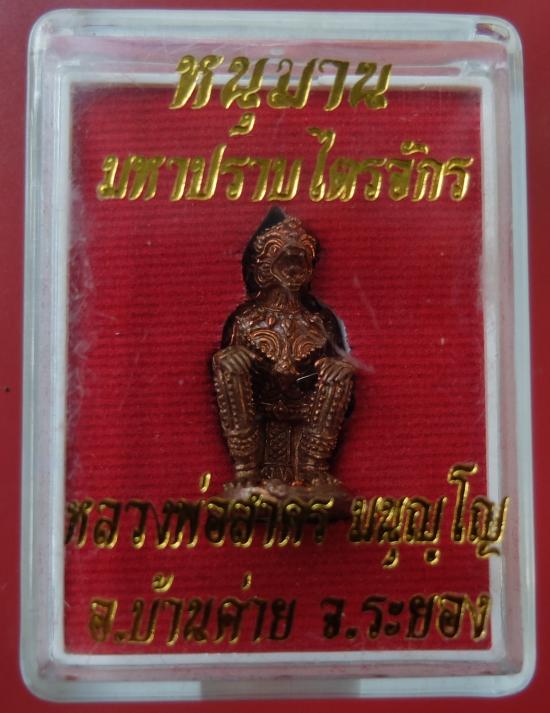 หนุมาน
มหาปราบไตรจักร
หลวงพ่อสาคร มนุญฺโญ
อ.บ้านค่าย จ.ระยอง